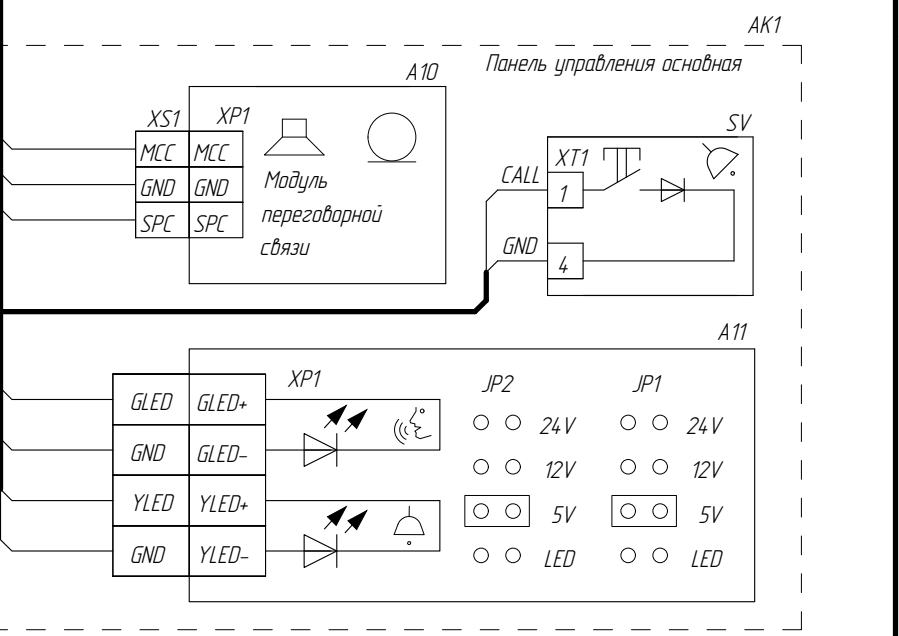 AK1
Панель управления основная
A10
XS1 XP1
MCC MCC
GND GND
SPC SPC
Модуль
переговорной
связи
SV
XT1
CALL
1
GND
4
A11
XP1
JP2
JP1
GLED GLED+
GND GLED-
YLED YLED+
GND YLED-
24V 24V
12V 12V
5V 5V
LED LED